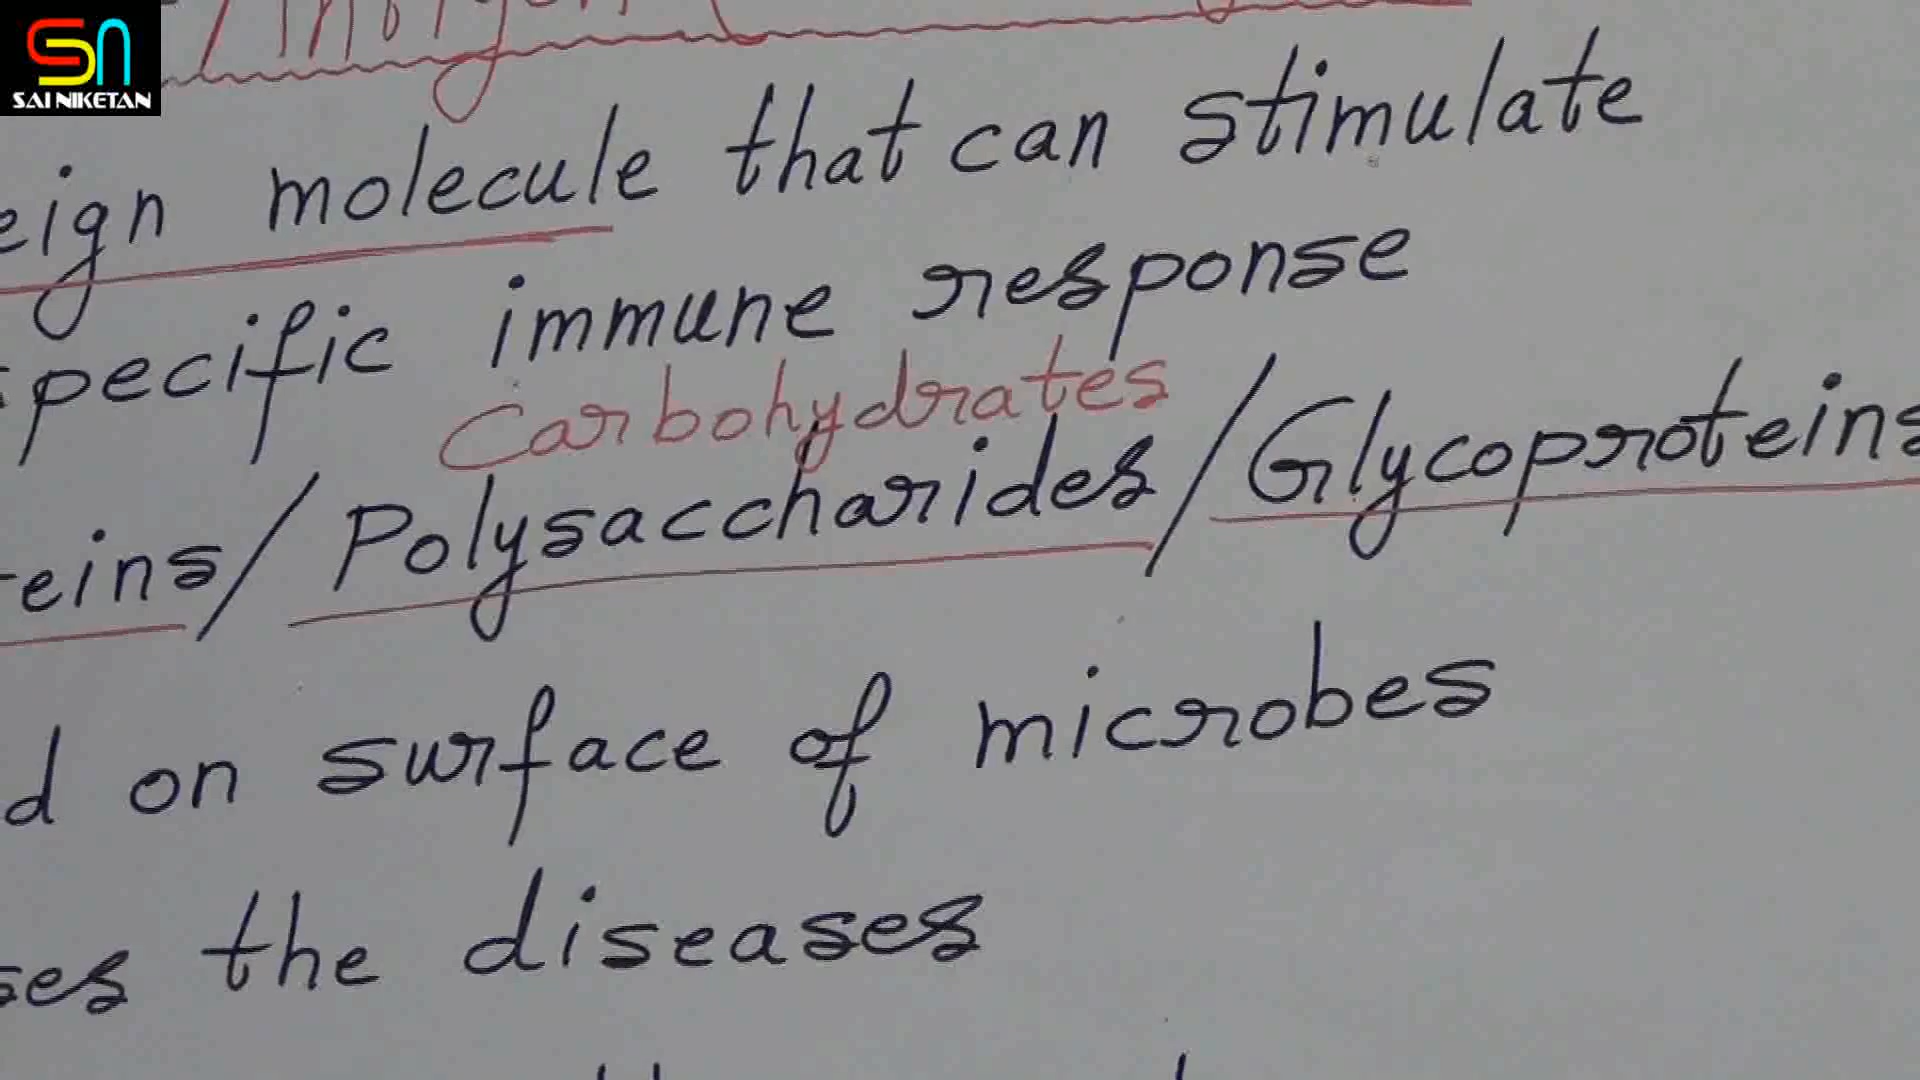 SAI NIKETAN
eign molecule that can stimulate
specific immune response
Carbohydrates
eins/ Polysaccharides/Glycoproteins
d on surface of microbes
ses the diseases